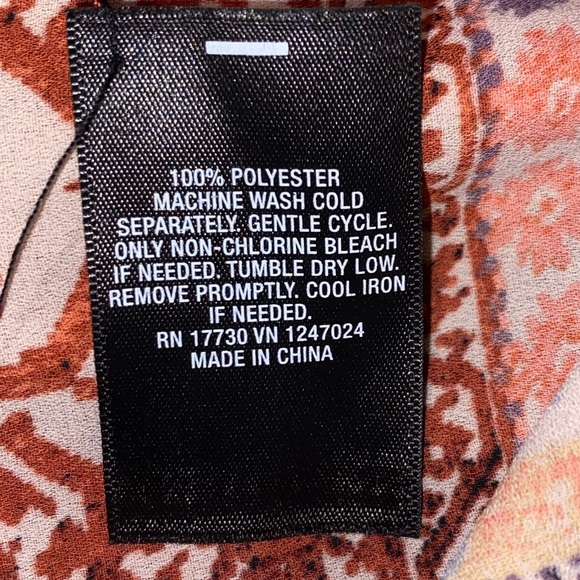 100% POLYESTER
MACHINE WASH COLD
SEPARATELY. GENTLE CYCLE.
ONLY NON-CHLORINE BLEACH
IF NEEDED. TUMBLE DRY LOW.
REMOVE PROMPTLY. COOL IRON
IF NEEDED.
RN 17730 VN 1247024
MADE IN CHINA